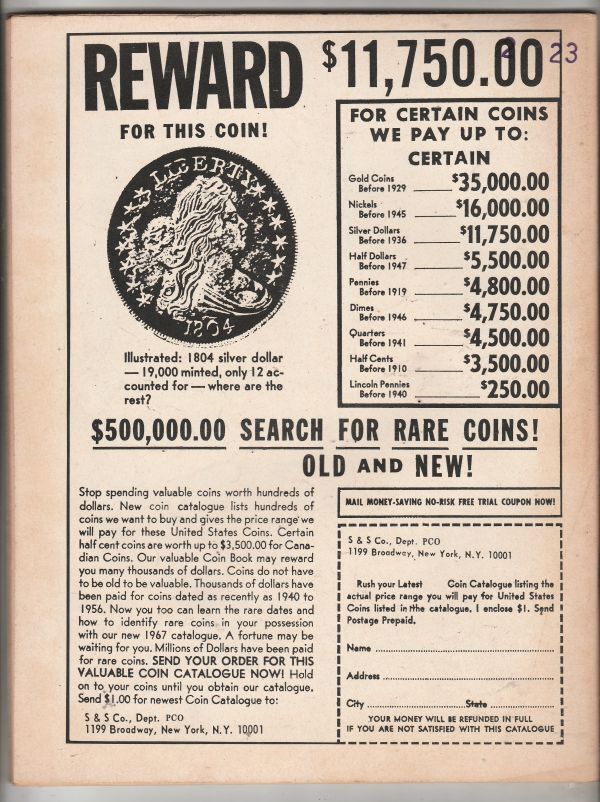 REWARD $11,750.00
23
FOR THIS COIN!
LIBERTY
1804
Illustrated: 1804 silver dollar
— 19,000 minted, only 12 ac-
counted for — where are the
rest?
FOR CERTAIN COINS
WE PAY UP TO:
CERTAIN
Gold Coins
Before 1929 $35,000.00
Nickels
Before 1945 $16,000.00
Silver Dollars
Before 1936 $11,750.00
Half Dollars
Before 1947 $5,500.00
Pennies
Before 1919 $4,800.00
Dimes
Before 1946 $4,750.00
Quarters
Before 1941 $4,500.00
Half Cents
Before 1910 $3,500.00
Lincoln Pennies
Before 1940 $250.00
$500,000.00 SEARCH FOR RARE COINS!
OLD AND NEW!
Stop spending valuable coins worth hundreds of
dollars. New coin catalogue lists hundreds of
coins we want to buy and gives the price range we
will pay for these United States Coins. Certain
half cent coins are worth up to $3,500.00 for Cana-
dian Coins. Our valuable Coin Book may reward
you many thousands of dollars. Coins do not have
to be old to be valuable. Thousands of dollars have
been paid for coins dated as recently as 1940 to
1956. Now you too can learn the rare dates and
how to identify rare coins in your possession
with our new 1967 catalogue. A fortune may be
waiting for you. Millions of Dollars have been paid
for rare coins. SEND YOUR ORDER FOR THIS
VALUABLE COIN CATALOGUE NOW! Hold
on to your coins until you obtain our catalogue.
Send $1.00 for newest Coin Catalogue to:
S & S Co., Dept. PCO
1199 Broadway, New York, N.Y. 10001
MAIL MONEY-SAVING NO-RISK FREE TRIAL COUPON NOW!
S & S Co., Dept. PCO
1199 Broadway, New York, N.Y. 10001
Rush your Latest Coin Catalogue listing the
actual price range you will pay for United States
Coins listed in the catalogue. I enclose $1. Send
Postage Prepaid.
Name
Address
City State
YOUR MONEY WILL BE REFUNDED IN FULL
IF YOU ARE NOT SATISFIED WITH THIS CATALOGUE